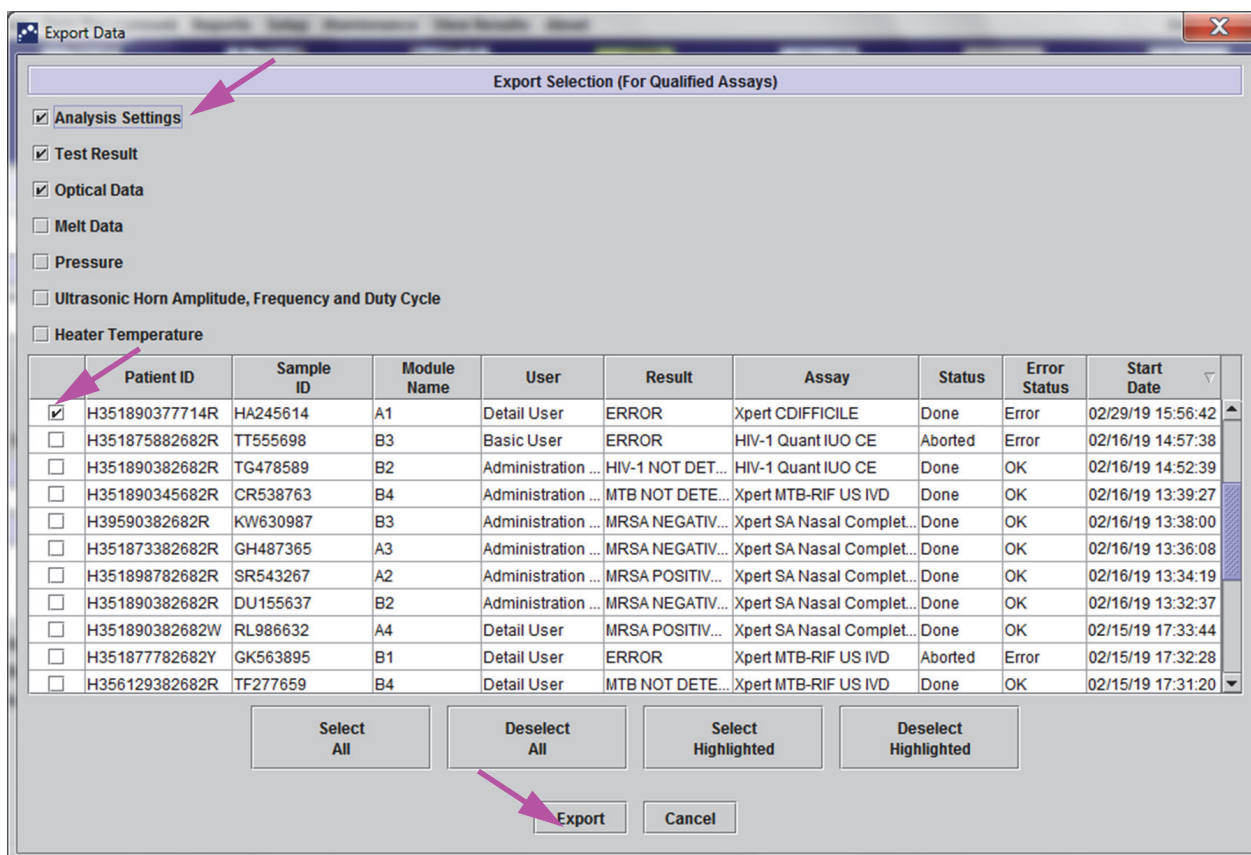 Export Data
Export Selection (For Qualified Assays)
Analysis Settings
Test Result
Optical Data
Melt Data
Pressure
Ultrasonic Horn Amplitude, Frequency and Duty Cycle
Heater Temperature
Patient ID Sample ID Module Name User Result Assay Status Error Status Start Date
H351890377714R HA245614 A1 Detail User ERROR Xpert CDIFFICILE Done Error 02/29/19 15:56:42
H351875882682R TT555698 B3 Basic User ERROR HIV-1 Quant IUO CE Aborted Error 02/16/19 14:57:38
H351890382682R TG478589 B2 Administration ... HIV-1 NOT DET... HIV-1 Quant IUO CE Done OK 02/16/19 14:52:39
H351890345682R CR538763 B4 Administration ... MTB NOT DETE... Xpert MTB-RIF US IVD Done OK 02/16/19 13:39:27
H39590382682R KW630987 B3 Administration ... MRSA NEGATIV... Xpert SA Nasal Complet... Done OK 02/16/19 13:38:00
H351873382682R GH487365 A3 Administration ... MRSA NEGATIV... Xpert SA Nasal Complet... Done OK 02/16/19 13:36:08
H351898782682R SR543267 A2 Administration ... MRSA POSITIV... Xpert SA Nasal Complet... Done OK 02/16/19 13:34:19
H351890382682R DU155637 B2 Administration ... MRSA NEGATIV... Xpert SA Nasal Complet... Done OK 02/16/19 13:32:37
H351890382682W RL986632 A4 Detail User MRSA POSITIV... Xpert SA Nasal Complet... Done OK 02/15/19 17:33:44
H351877782682Y GK563895 B1 Detail User ERROR Xpert MTB-RIF US IVD Aborted Error 02/15/19 17:32:28
H356129382682R TF277659 B4 Detail User MTB NOT DETE... Xpert MTB-RIF US IVD Done OK 02/15/19 17:31:20
Select All Deselect All Select Highlighted Deselect Highlighted
Export Cancel